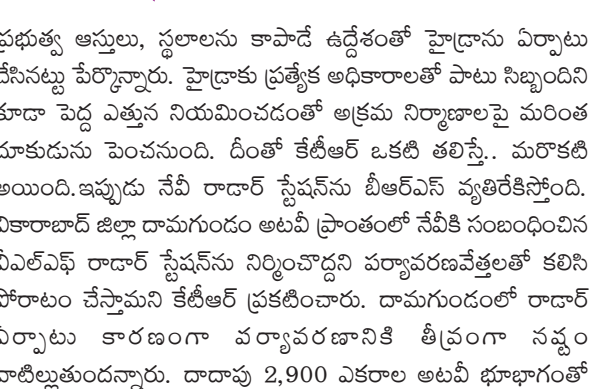 ప్రభుత్వ ఆస్తులు, స్థలాలను కాపాడే ఉద్దేశంతో హైడ్రాను ఏర్పాటు
చేసినట్టు పేర్కొన్నారు. హైడ్రాకు ప్రత్యేక అధికారాలతో పాటు సిబ్బందిని
కూడా పెద్ద ఎత్తున నియమించడంతో అక్రమ నిర్మాణాలపై మరింత
దూకుడును పెంచనుంది. దీంతో కేటీఆర్ ఒకటి తలిస్తే.. మరొకటి
అయింది.ఇప్పుడు నేవీ రాడార్ స్టేషన్‌ను బీఆర్ఎస్ వ్యతిరేకిస్తోంది.
వికారాబాద్ జిల్లా దామగుండం అటవీ ప్రాంతంలో నేవీకి సంబంధించిన
వీఎల్ఎఫ్ రాడార్ స్టేషన్‌ను నిర్మించొద్దని పర్యావరణవేత్తలతో కలిసి
పోరాటం చేస్తామని కేటీఆర్ ప్రకటించారు. దామగుండంలో రాడార్
ఏర్పాటు కారణంగా వర్యావరణానికి తీవ్రంగా నష్టం
వాటిల్లుతుందన్నారు. దాదాపు 2,900 ఎకరాల అటవీ భూభాగంతో